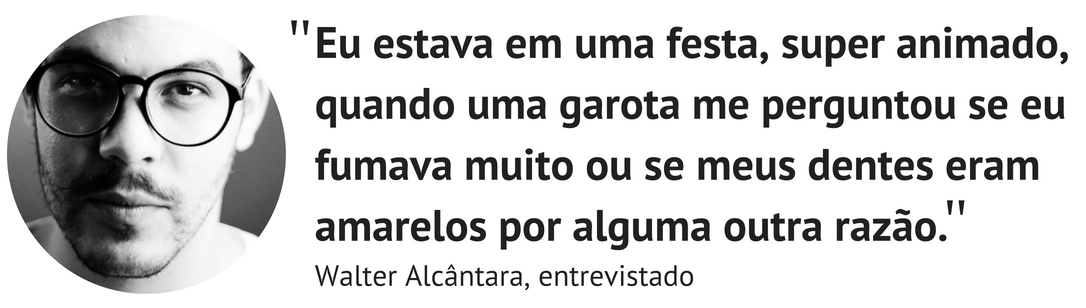 "Eu estava em uma festa, super animado,
quando uma garota me perguntou se eu
fumava muito ou se meus dentes eram
amarelos por alguma outra razão."
Walter Alcântara, entrevistado